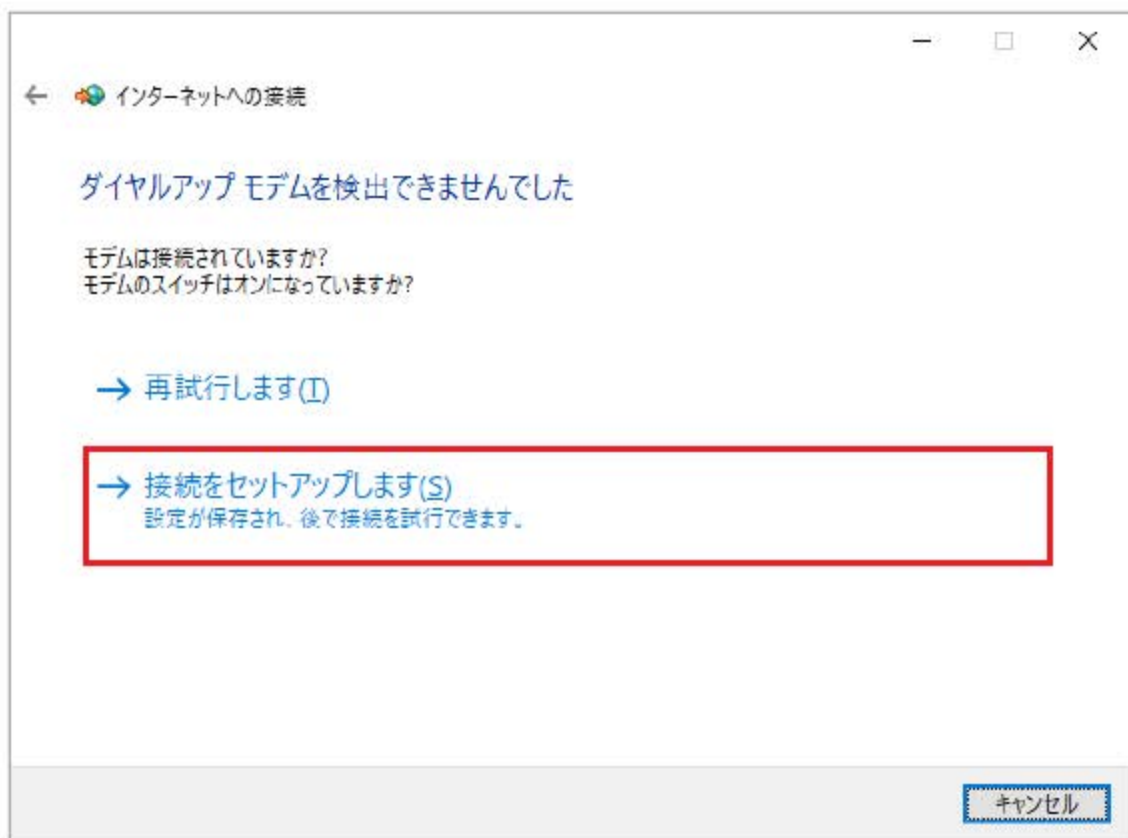 インターネットへの接続
ダイヤルアップ モデムを検出できませんでした
モデムは接続されていますか?
モデムのスイッチはオンになっていますか?
再試行します(T)
接続をセットアップします(S)
設定が保存され、後で接続を試行できます。
キャンセル